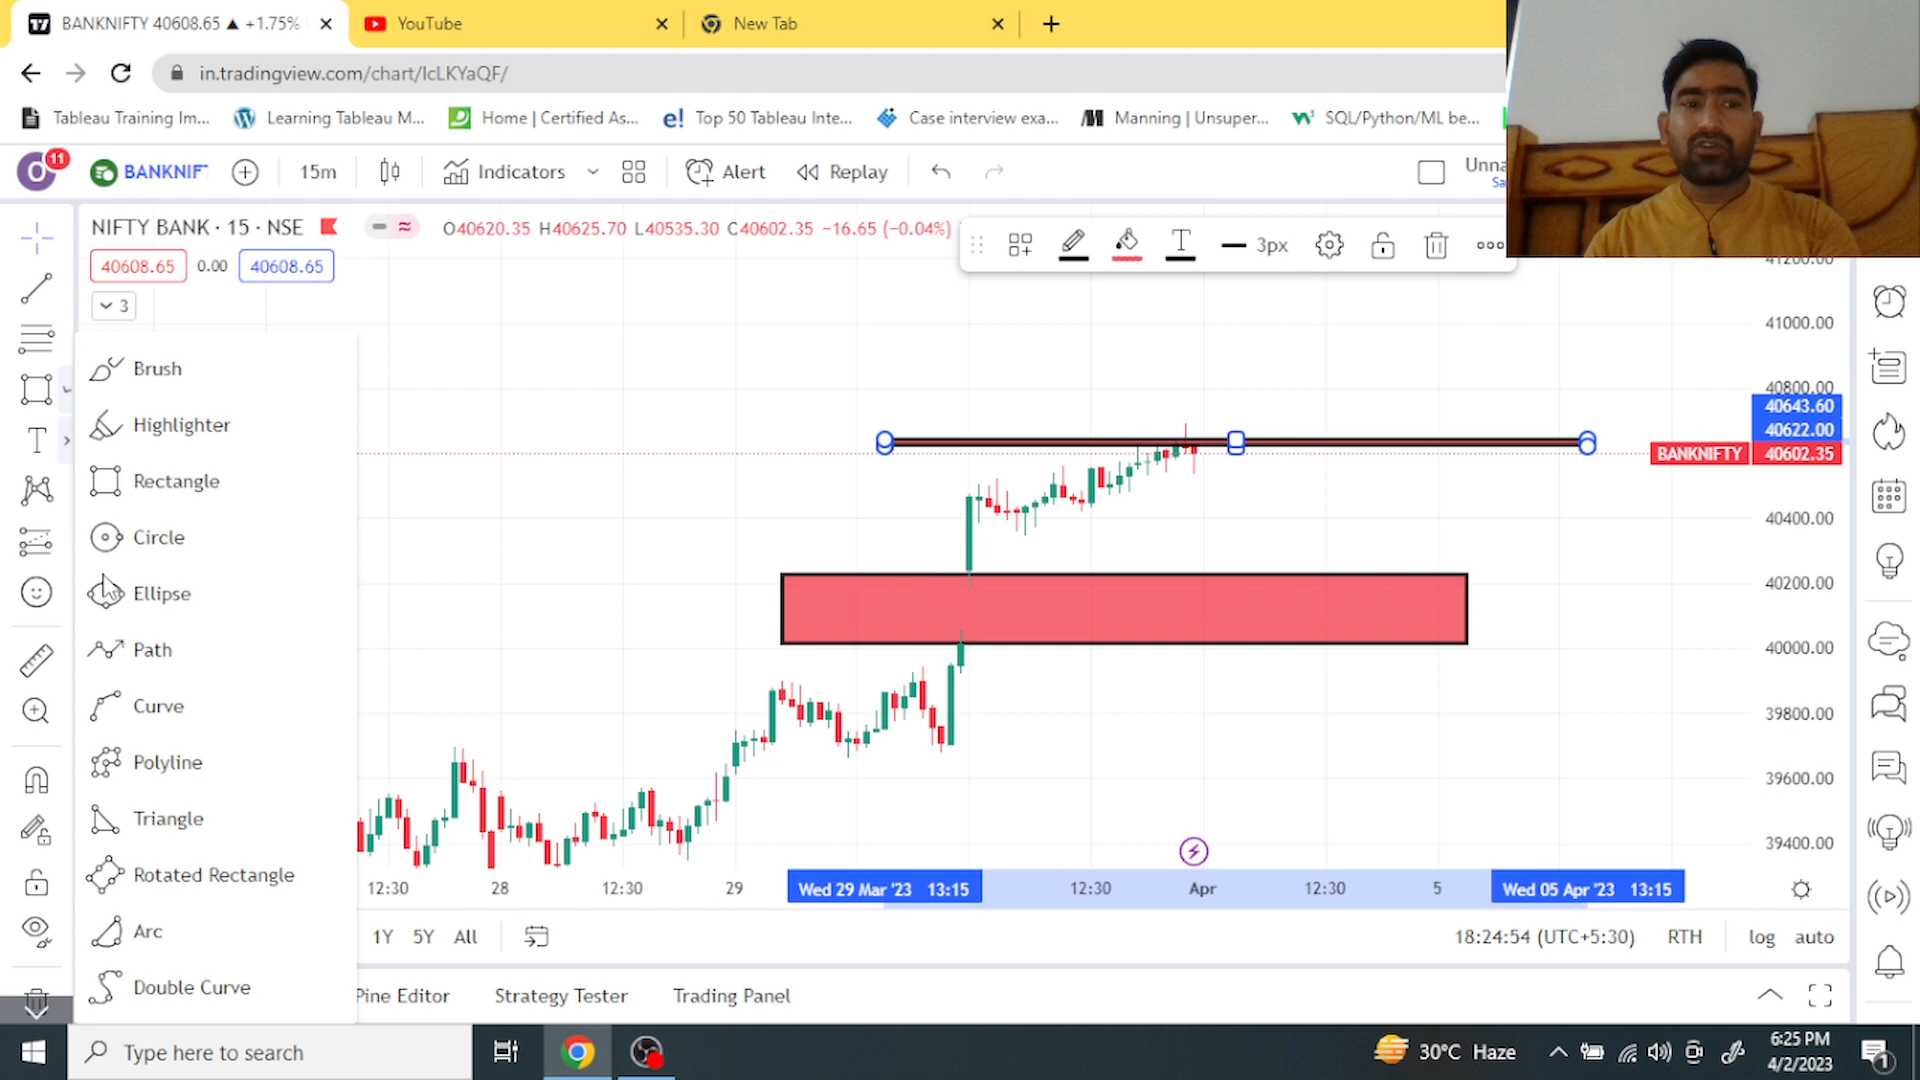 BANKNIFTY 40608.65 ▲ +1.75%
YouTube
New Tab
in.tradingview.com/chart/IcLKYaQF/
Tableau Training Im...
Learning Tableau M...
Home | Certified As...
Top 50 Tableau Inte...
Case interview exa...
Manning | Unsuper...
SQL/Python/ML be...
O 11
BANKNIF
15m
Indicators
Alert
Replay
Unna
Sa
NIFTY BANK · 15 · NSE
O40620.35 H40625.70 L40535.30 C40602.35 −16.65 (−0.04%)
3px
40608.65 0.00 40608.65
3
Brush
Highlighter
Rectangle
Circle
Ellipse
Path
Curve
Polyline
Triangle
Rotated Rectangle
Arc
Double Curve
41200.00
41000.00
40800.00
40643.60
40622.00
BANKNIFTY 40602.35
40400.00
40200.00
40000.00
39800.00
39600.00
39400.00
12:30 28 12:30 29 Wed 29 Mar '23 13:15 12:30 Apr 12:30 5 Wed 05 Apr '23 13:15
1Y 5Y All
18:24:54 (UTC+5:30) RTH log auto
Pine Editor Strategy Tester Trading Panel
Type here to search
30°C Haze
6:25 PM
4/2/2023
1